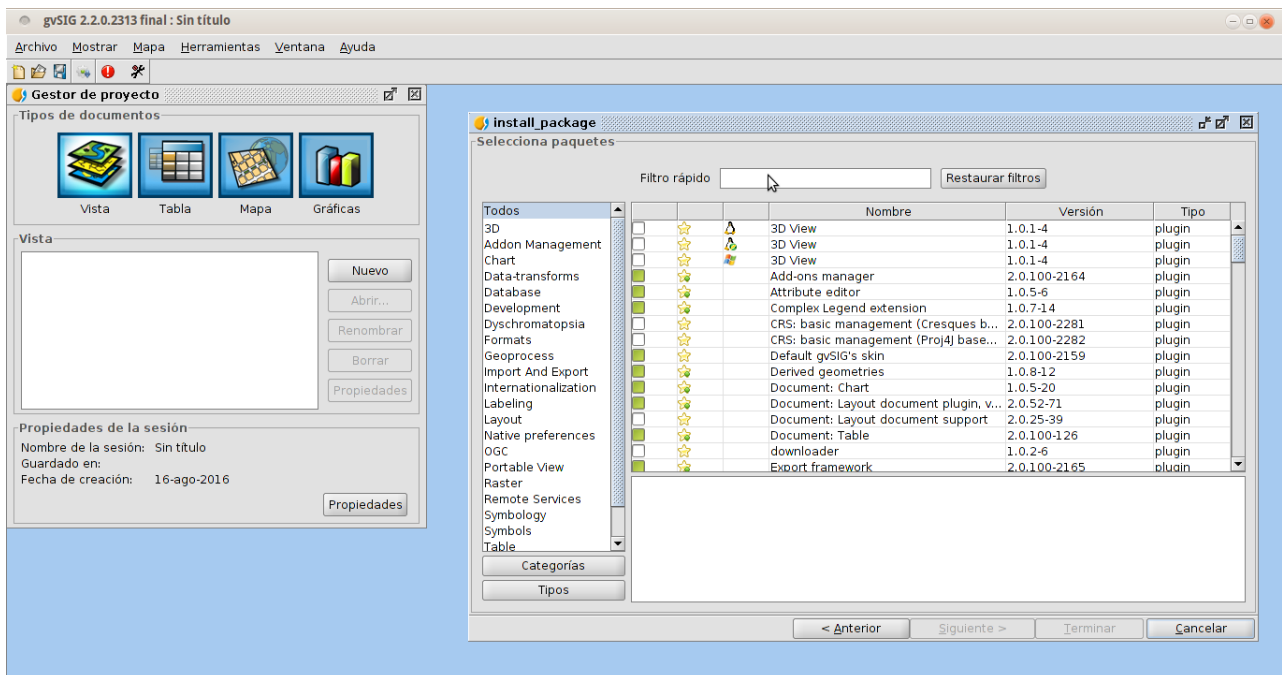 gvSIG 2.2.0.2313 final : Sin título
Archivo Mostrar Mapa Herramientas Ventana Ayuda
Gestor de proyecto
Tipos de documentos
Vista Tabla Mapa Gráficas
Vista
Nuevo
Abrir...
Renombrar
Borrar
Propiedades
Propiedades de la sesión
Nombre de la sesión: Sin título
Guardado en:
Fecha de creación: 16-ago-2016
Propiedades
install_package
Selecciona paquetes
Filtro rápido Restaurar filtros
Todos
3D
Addon Management
Chart
Data-transforms
Database
Development
Dyschromatopsia
Formats
Geoprocess
Import And Export
Internationalization
Labeling
Layout
Native preferences
OGC
Portable View
Raster
Remote Services
Symbology
Symbols
Table
Categorías
Tipos
Nombre Versión Tipo
3D View 1.0.1-4 plugin
3D View 1.0.1-4 plugin
3D View 1.0.1-4 plugin
Add-ons manager 2.0.100-2164 plugin
Attribute editor 1.0.5-6 plugin
Complex Legend extension 1.0.7-14 plugin
CRS: basic management (Cresques b... 2.0.100-2281 plugin
CRS: basic management (Proj4J base... 2.0.100-2282 plugin
Default gvSIG's skin 2.0.100-2159 plugin
Derived geometries 1.0.8-12 plugin
Document: Chart 1.0.5-20 plugin
Document: Layout document plugin, v... 2.0.52-71 plugin
Document: Layout document support 2.0.25-39 plugin
Document: Table 2.0.100-126 plugin
downloader 1.0.2-6 plugin
Export framework 2.0.100-2165 plugin
< Anterior Siguiente > Terminar Cancelar